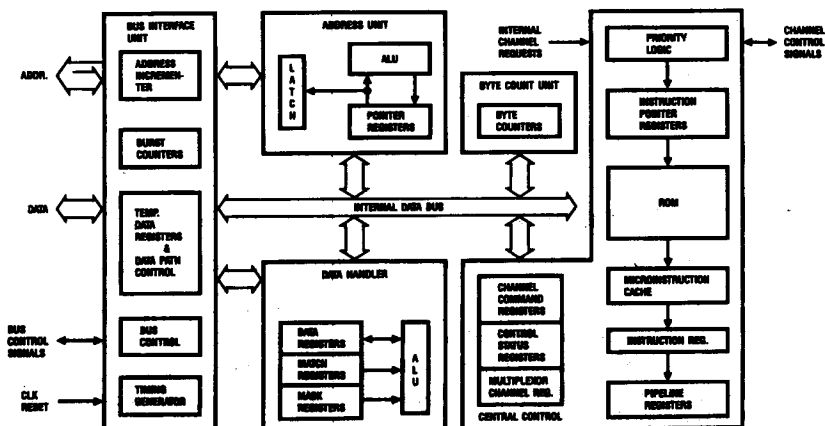 BUS INTERFACE
UNIT
ADDR.
ADDRESS
INCREMEN-
TER
BURST
COUNTERS
DATA
TEMP.
DATA
REGISTERS
&
DATA PATH
CONTROL
BUS
CONTROL
SIGNALS
BUS
CONTROL
CLK
RESET
TIMING
GENERATOR
ADDRESS UNIT
LATCH
ALU
POINTER
REGISTERS
INTERNAL DATA BUS
DATA HANDLER
DATA
REGISTERS
MATCH
REGISTERS
MASK
REGISTERS
ALU
BYTE COUNT UNIT
BYTE
COUNTERS
INTERNAL
CHANNEL
REQUESTS
CHANNEL
CONTROL
SIGNALS
PRIORITY
LOGIC
INSTRUCTION
POINTER
REGISTERS
ROM
MICROINSTRUCTION
CACHE
INSTRUCTION REG.
PIPELINE
REGISTERS
CHANNEL
COMMAND
REGISTERS
CONTROL
STATUS
REGISTERS
MULTIPLEXOR
CHANNEL REG.
CENTRAL CONTROL